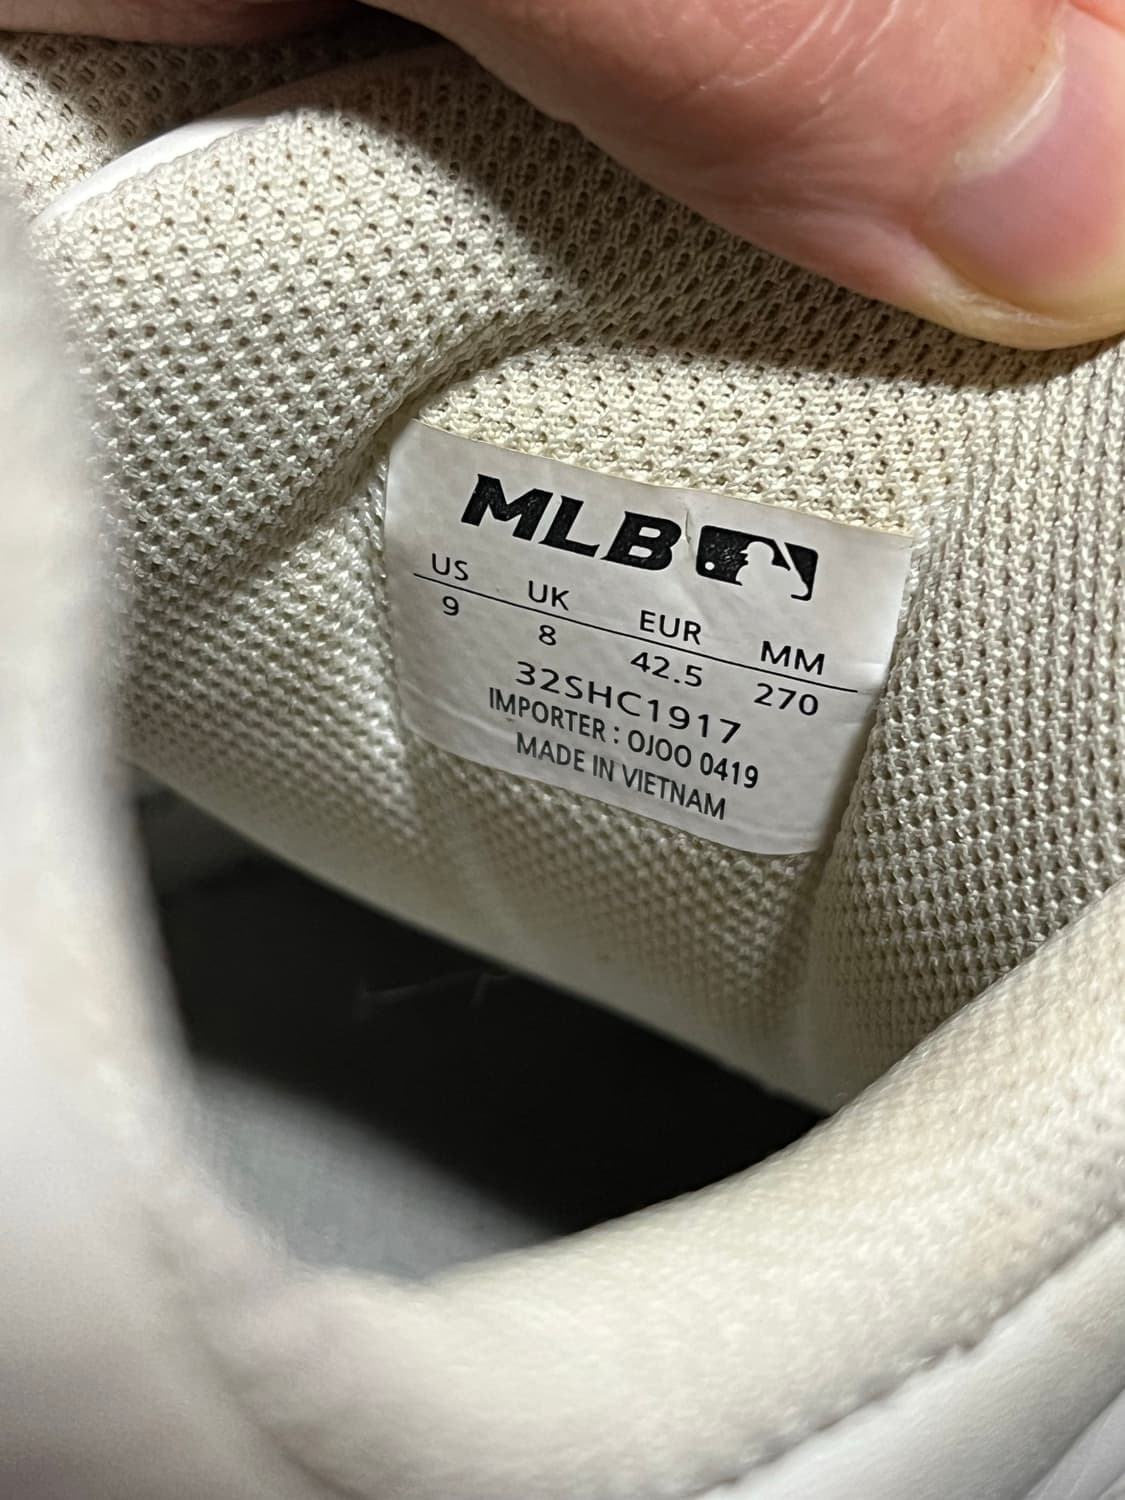 MLB
US UK EUR MM
9 8 42.5 270
32SHC1917
IMPORTER : OJOO 0419
MADE IN VIETNAM